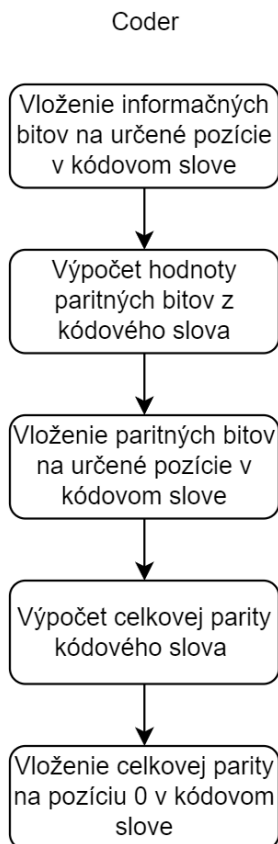 Coder
Vloženie informačných
bitov na určené pozície
v kódovom slove
Výpočet hodnoty
paritných bitov z
kódového slova
Vloženie paritných bitov
na určené pozície v
kódovom slove
Výpočet celkovej parity
kódového slova
Vloženie celkovej parity
na pozíciu 0 v kódovom
slove